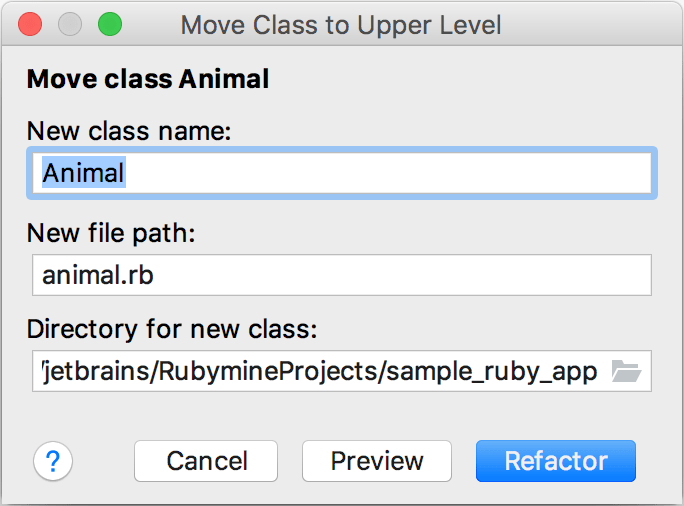 Move Class to Upper Level
Move class Animal
New class name:
Animal
New file path:
animal.rb
Directory for new class:
/jetbrains/RubymineProjects/sample_ruby_app
? Cancel Preview Refactor